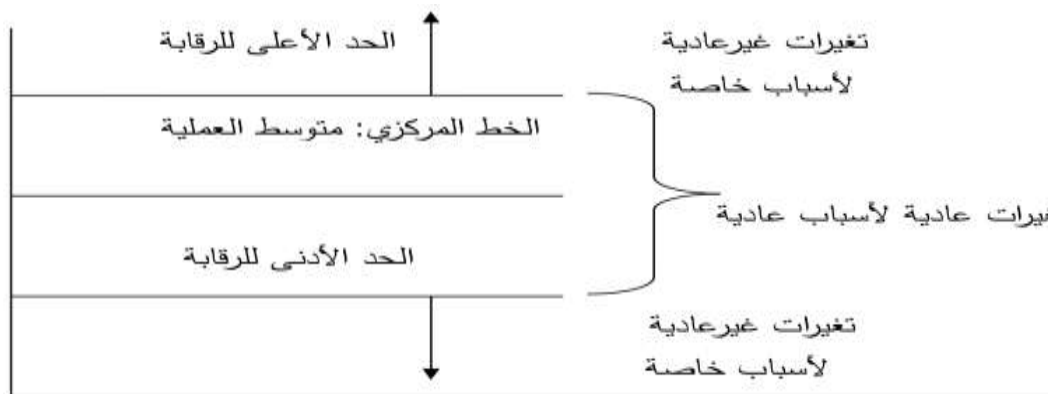 الحد الأعلى للرقابة
تغيرات غيرعادية
لأسباب خاصة
الخط المركزي: متوسط العملية
غيرات عادية لأسباب عادية
الحد الأدنى للرقابة
تغيرات غيرعادية
لأسباب خاصة